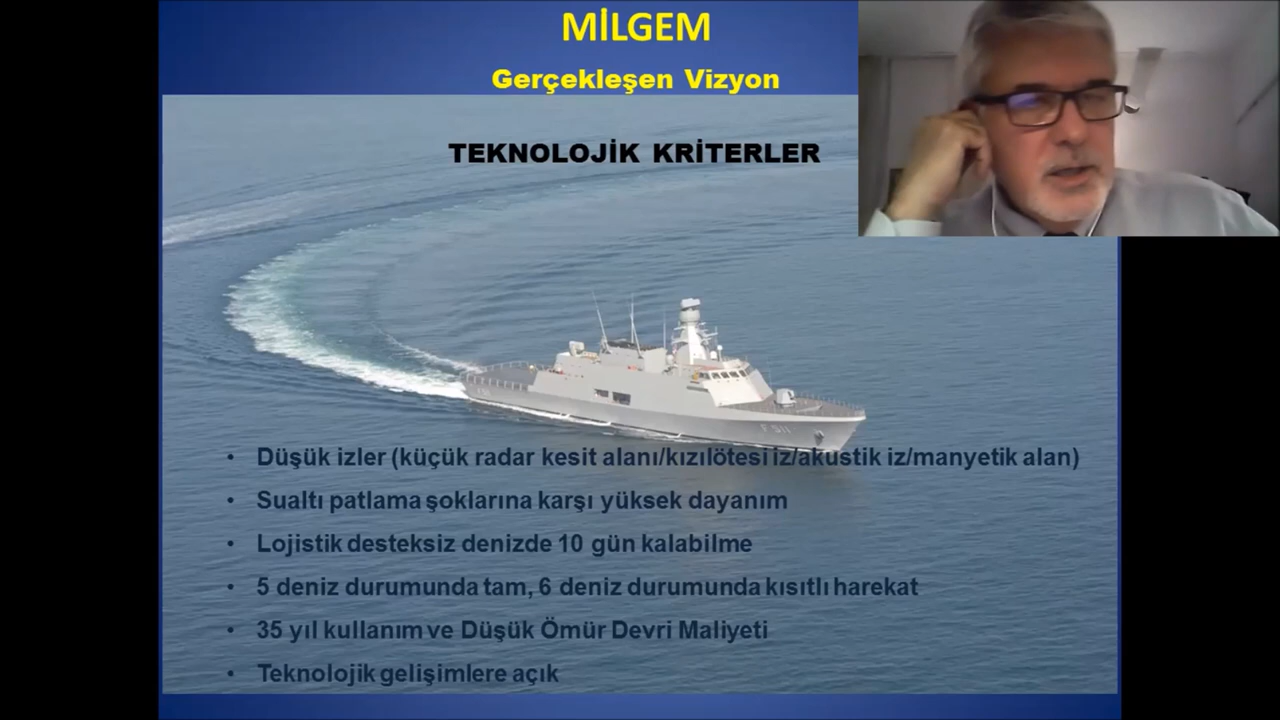 MİLGEM
Gerçekleşen Vizyon
TEKNOLOJİK KRİTERLER
F 511
• Düşük izler (küçük radar kesit alanı/kızılötesi iz/akustik iz/manyetik alan)
• Sualtı patlama şoklarına karşı yüksek dayanım
• Lojistik desteksiz denizde 10 gün kalabilme
• 5 deniz durumunda tam, 6 deniz durumunda kısıtlı harekat
• 35 yıl kullanım ve Düşük Ömür Devri Maliyeti
• Teknolojik gelişimlere açık